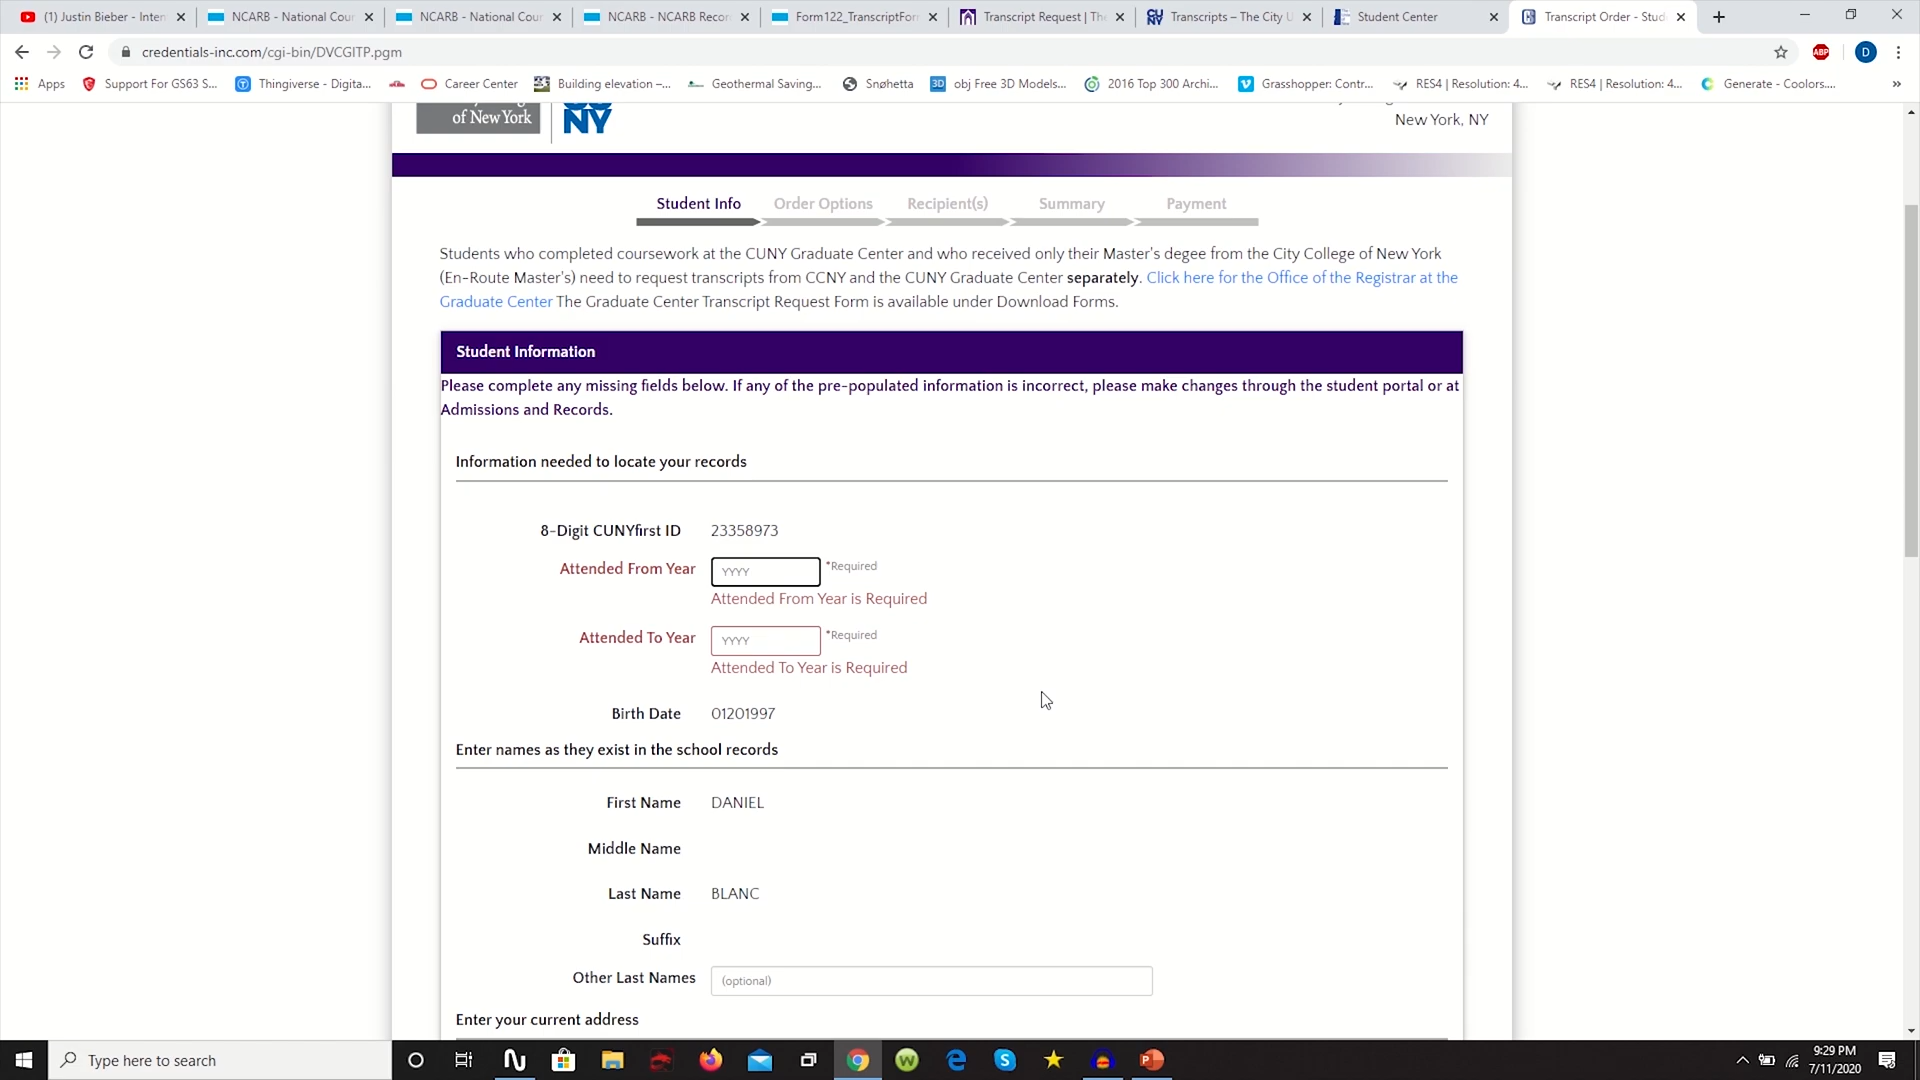 (1) Justin Bieber - Inten
NCARB - National Cour
NCARB - National Cour
NCARB - NCARB Recor
Form122_TranscriptFor
Transcript Request | The
Transcripts – The City U
Student Center
Transcript Order - Stud
credentials-inc.com/cgi-bin/DVCGITP.pgm
ABP
D
Apps
Support For GS63 S...
Thingiverse - Digita...
Career Center
Building elevation –...
Geothermal Saving...
Snøhetta
3D
obj Free 3D Models...
2016 Top 300 Archi...
Grasshopper: Contr...
RES4 | Resolution: 4...
RES4 | Resolution: 4...
Generate - Coolors....
»
of New York
NY
New York, NY
Student Info
Order Options
Recipient(s)
Summary
Payment
Students who completed coursework at the CUNY Graduate Center and who received only their Master's degee from the City College of New York
(En-Route Master's) need to request transcripts from CCNY and the CUNY Graduate Center separately. Click here for the Office of the Registrar at the
Graduate Center The Graduate Center Transcript Request Form is available under Download Forms.
Student Information
Please complete any missing fields below. If any of the pre-populated information is incorrect, please make changes through the student portal or at
Admissions and Records.
Information needed to locate your records
8-Digit CUNYfirst ID 23358973
Attended From Year YYYY *Required
Attended From Year is Required
Attended To Year YYYY *Required
Attended To Year is Required
Birth Date 01201997
Enter names as they exist in the school records
First Name DANIEL
Middle Name
Last Name BLANC
Suffix
Other Last Names (optional)
Enter your current address
Type here to search
9:29 PM
7/11/2020